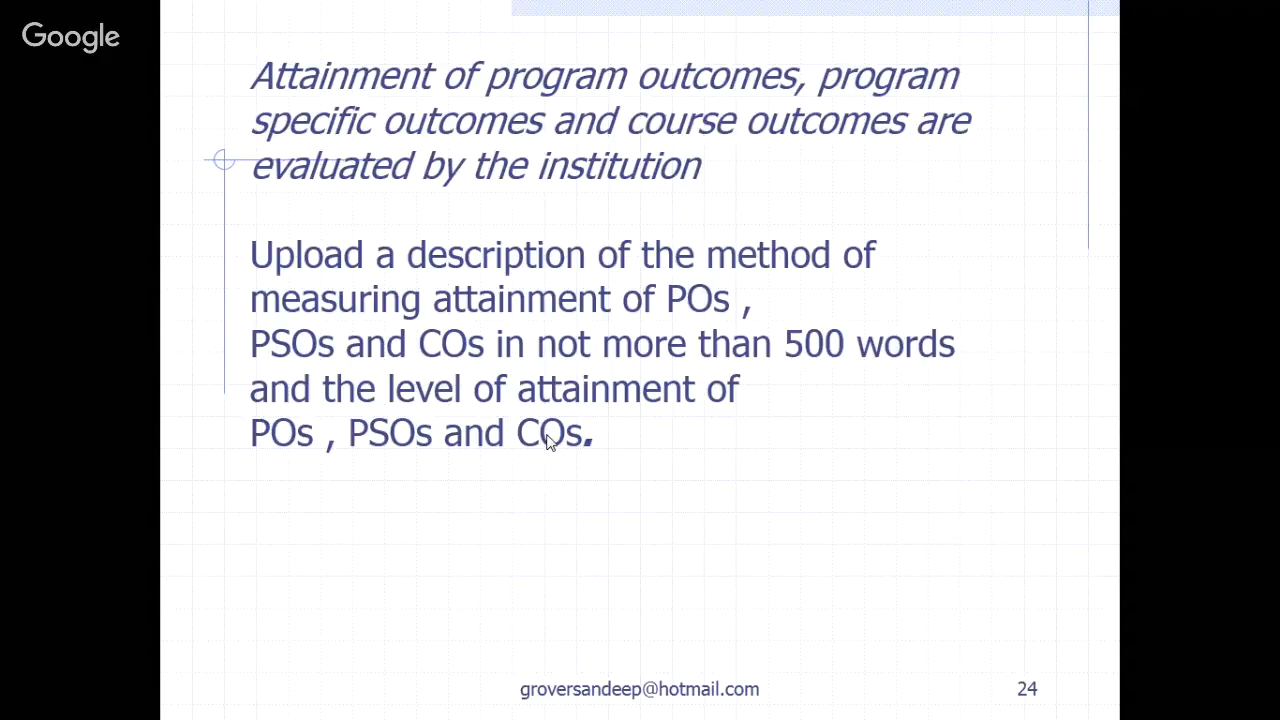 Google
Attainment of program outcomes, program
specific outcomes and course outcomes are
evaluated by the institution
Upload a description of the method of
measuring attainment of POs ,
PSOs and COs in not more than 500 words
and the level of attainment of
POs , PSOs and COs.
groversandeep@hotmail.com
24